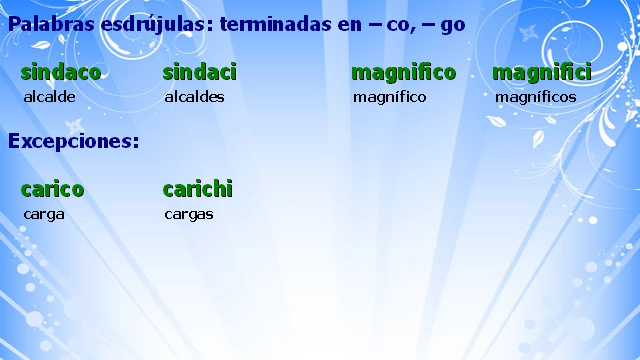 Palabras esdrújulas: terminadas en – co, – go
sindaco sindaci magnifico magnifici
alcalde alcaldes magnífico magníficos
Excepciones:
carico carichi
carga cargas